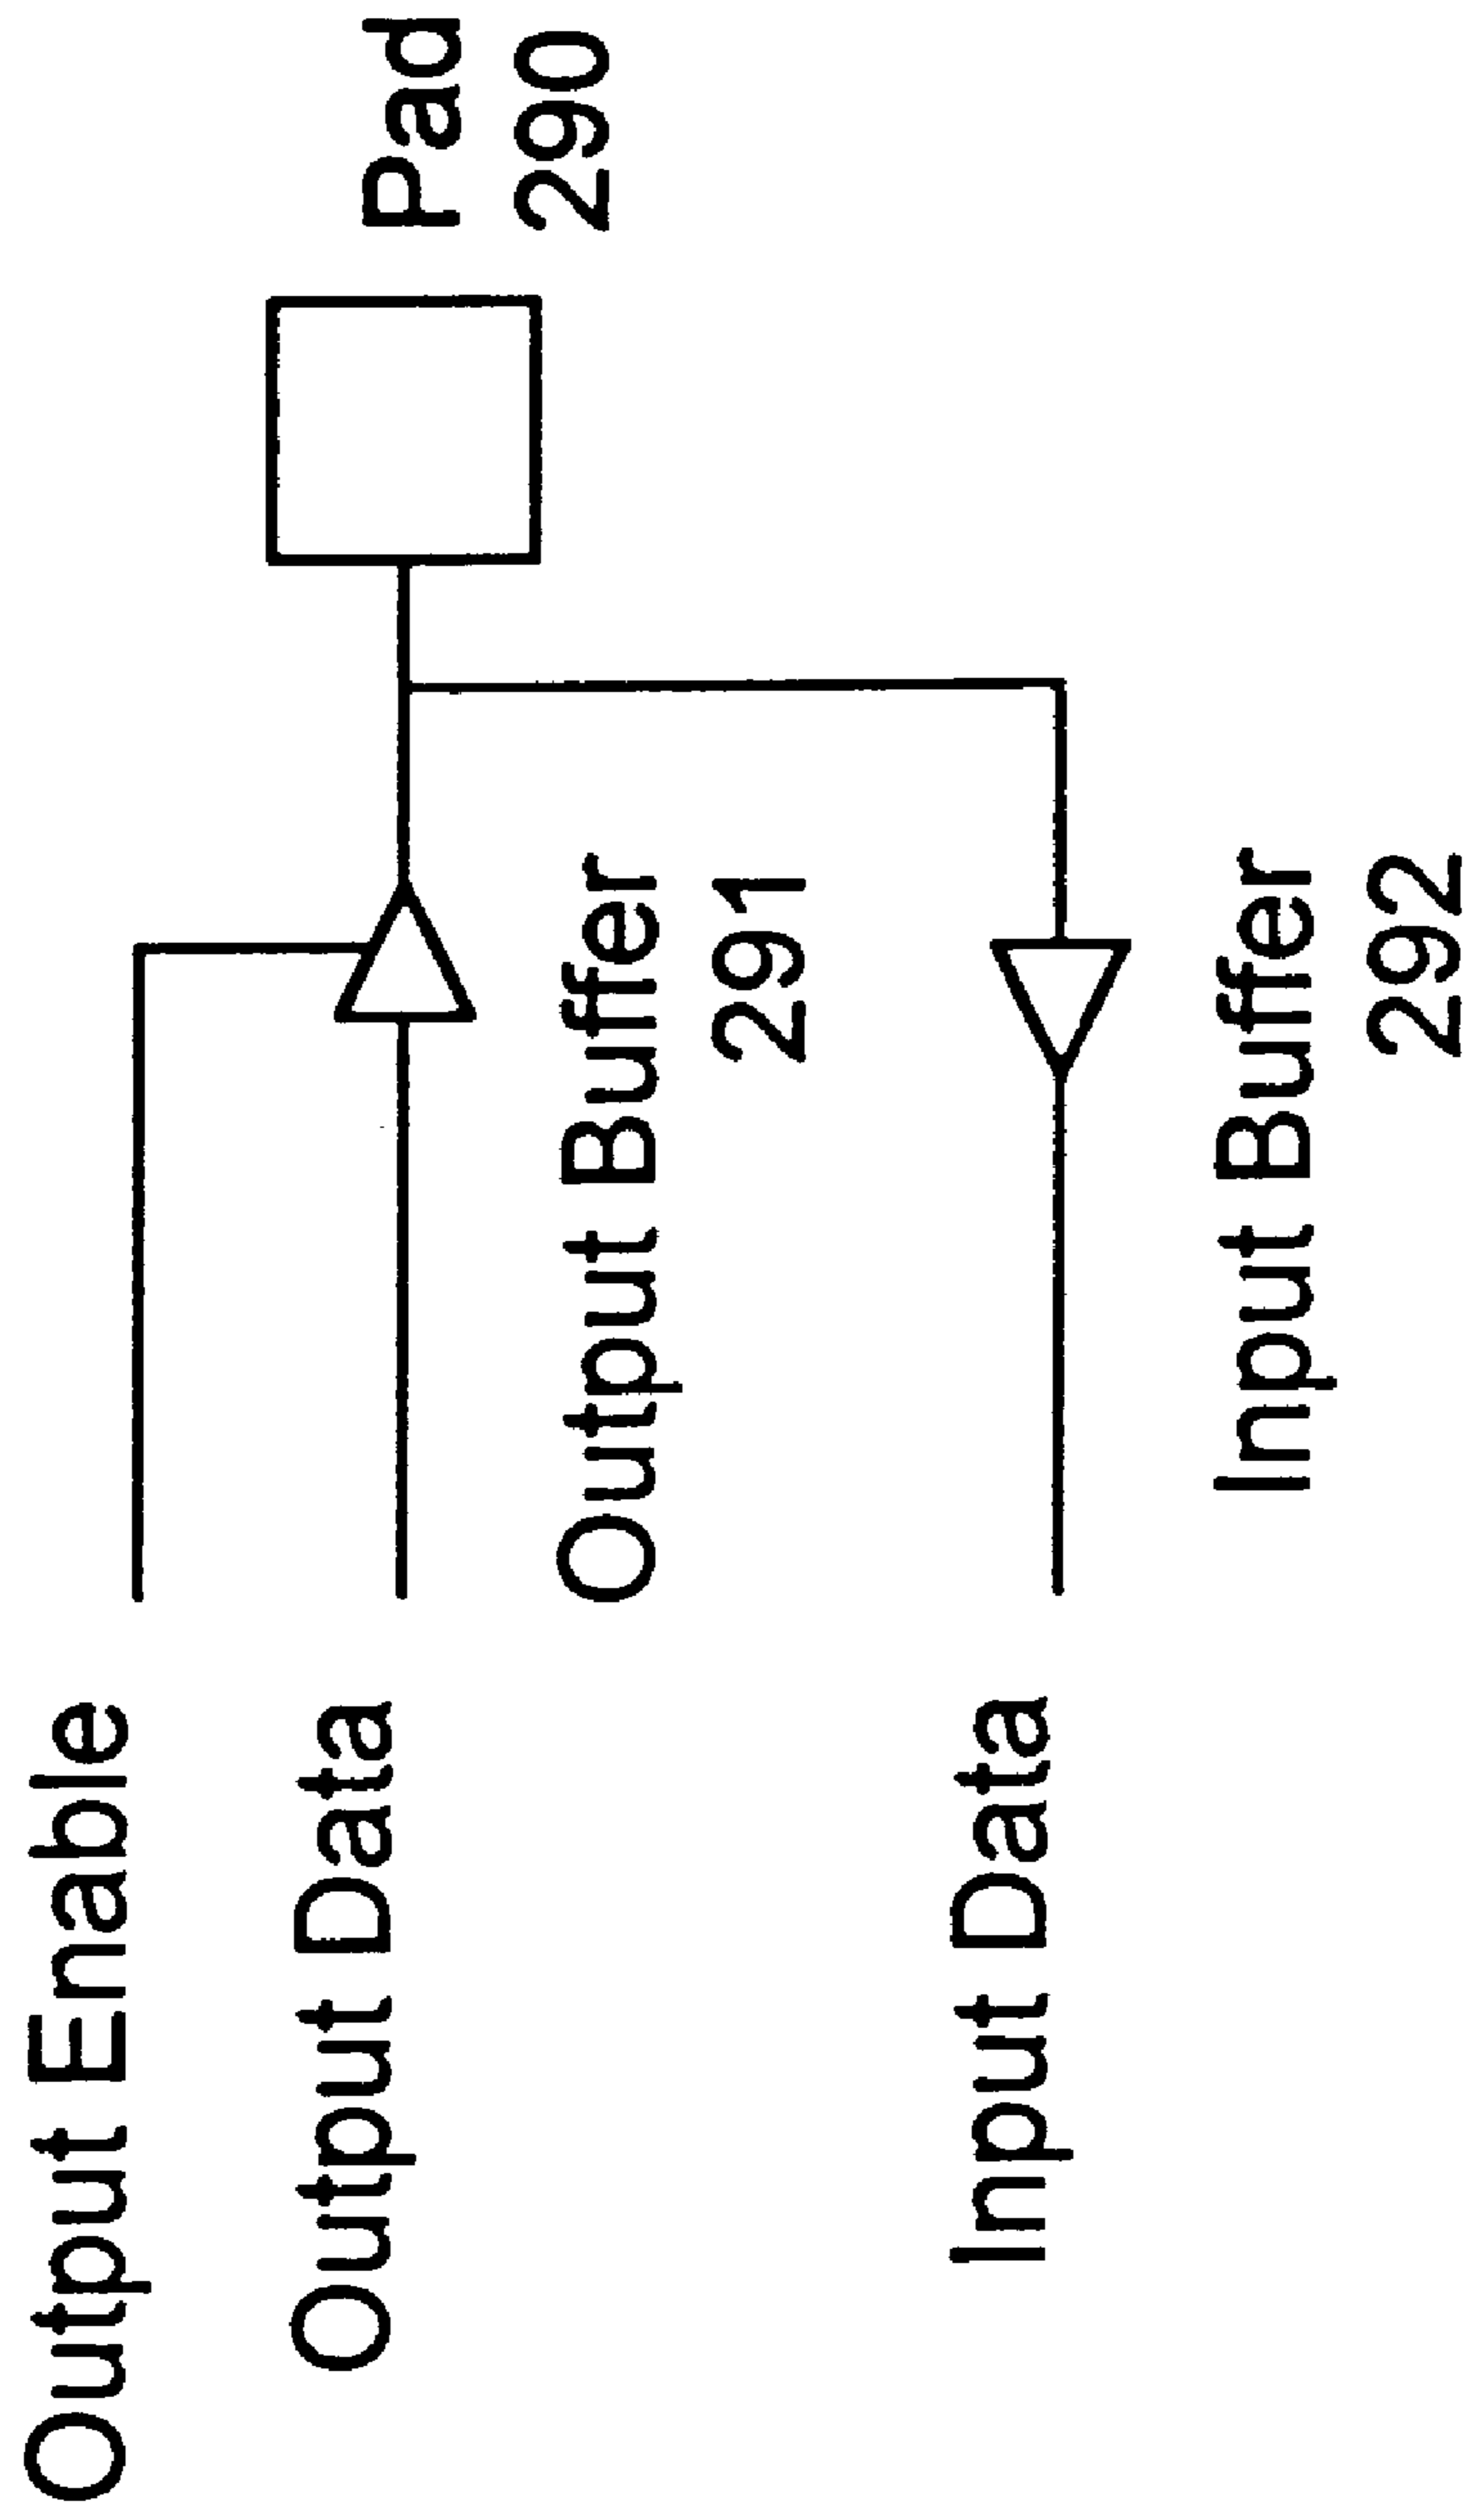 Output Enable
Output Data
Pad
290
Output Buffer
291
Input Data
Input Buffer
292